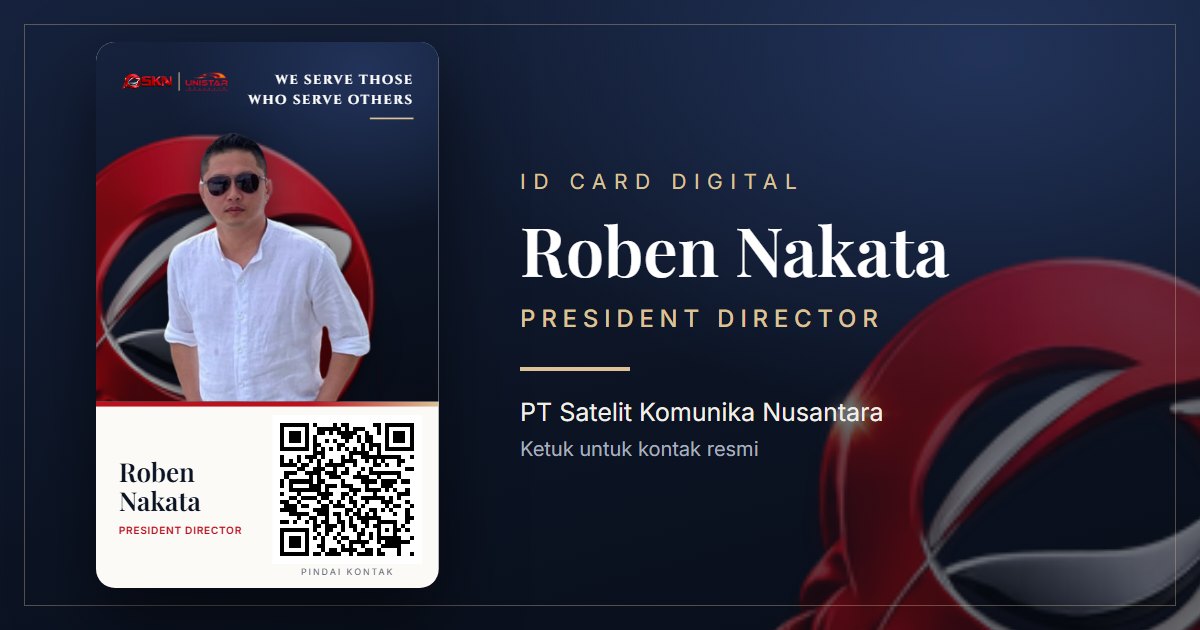 SKN
UNISTAR
WE SERVE THOSE
WHO SERVE OTHERS
Roben
Nakata
PRESIDENT DIRECTOR
PINDAI KONTAK
ID CARD DIGITAL
Roben Nakata
PRESIDENT DIRECTOR
PT Satelit Komunika Nusantara
Ketuk untuk kontak resmi